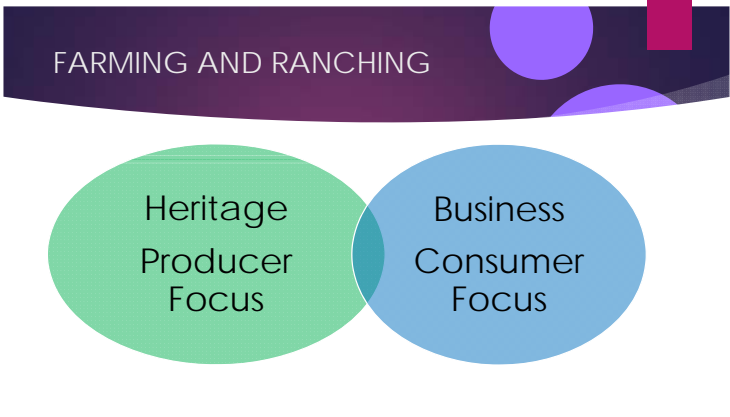 FARMING AND RANCHING
Heritage
Producer
Focus
Business
Consumer
Focus